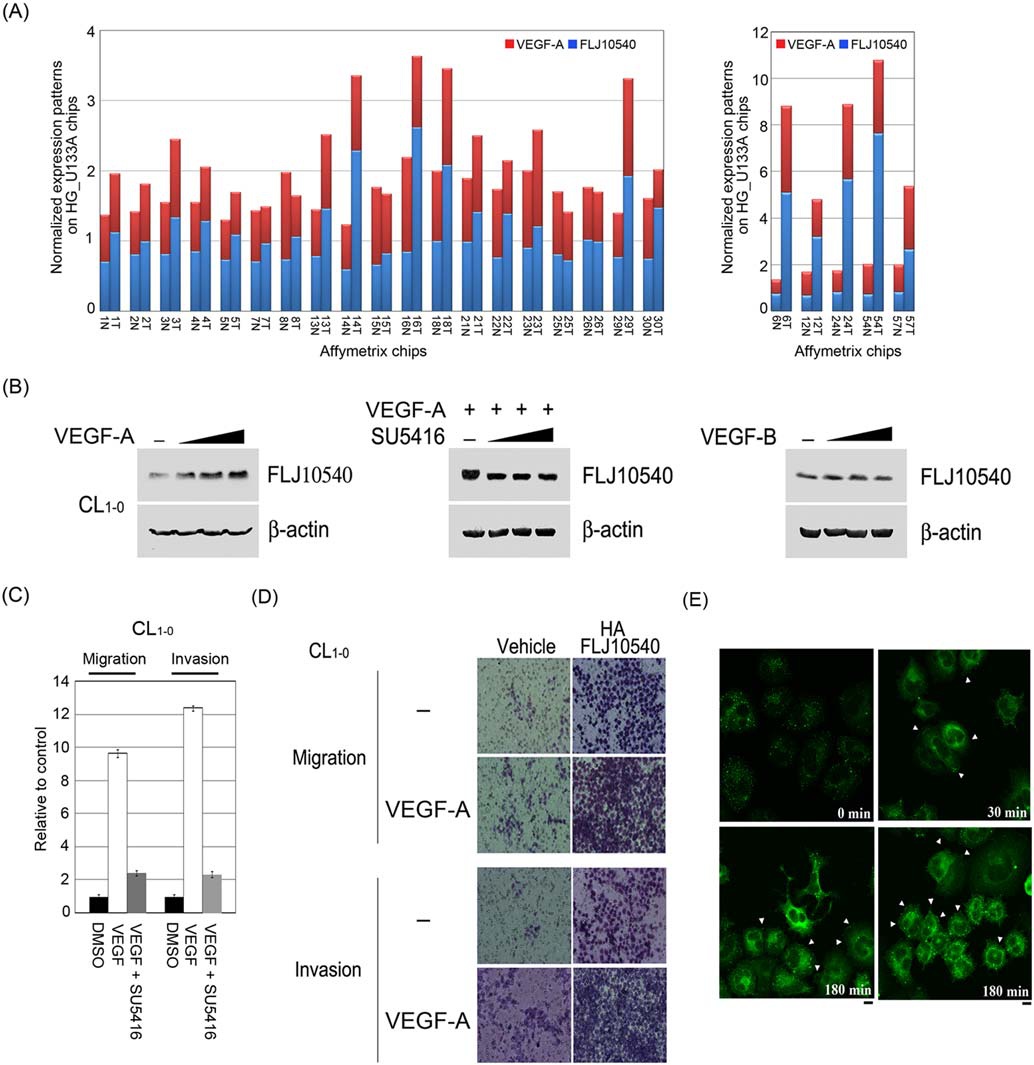 (A)
Normalized expression patterns
on HG_U133A chips
4
3
2
1
0
VEGF-A FLJ10540
1N 1T 2N 2T 3N 3T 4N 4T 5N 5T 7N 7T 8N 8T 13N 13T 14N 14T 15N 15T 16N 16T 18N 18T 21N 21T 22N 22T 23N 23T 25N 25T 26N 26T 29N 29T 30N 30T
Affymetrix chips
Normalized expression patterns
on HG_U133A chips
12
10
8
6
4
2
0
VEGF-A FLJ10540
6N 6T 12N 12T 24N 24T 54N 54T 57N 57T
Affymetrix chips
(B)
VEGF-A –
FLJ10540
CL1-0
β-actin
VEGF-A + + + +
SU5416 –
FLJ10540
β-actin
VEGF-B –
FLJ10540
β-actin
(C)
CL1-0
Migration Invasion
Relative to control
14
12
10
8
6
4
2
0
DMSO VEGF VEGF + SU5416 DMSO VEGF VEGF + SU5416
(D)
CL1-0
Vehicle
HA
FLJ10540
Migration
–
VEGF-A
Invasion
–
VEGF-A
(E)
0 min
30 min
180 min
180 min